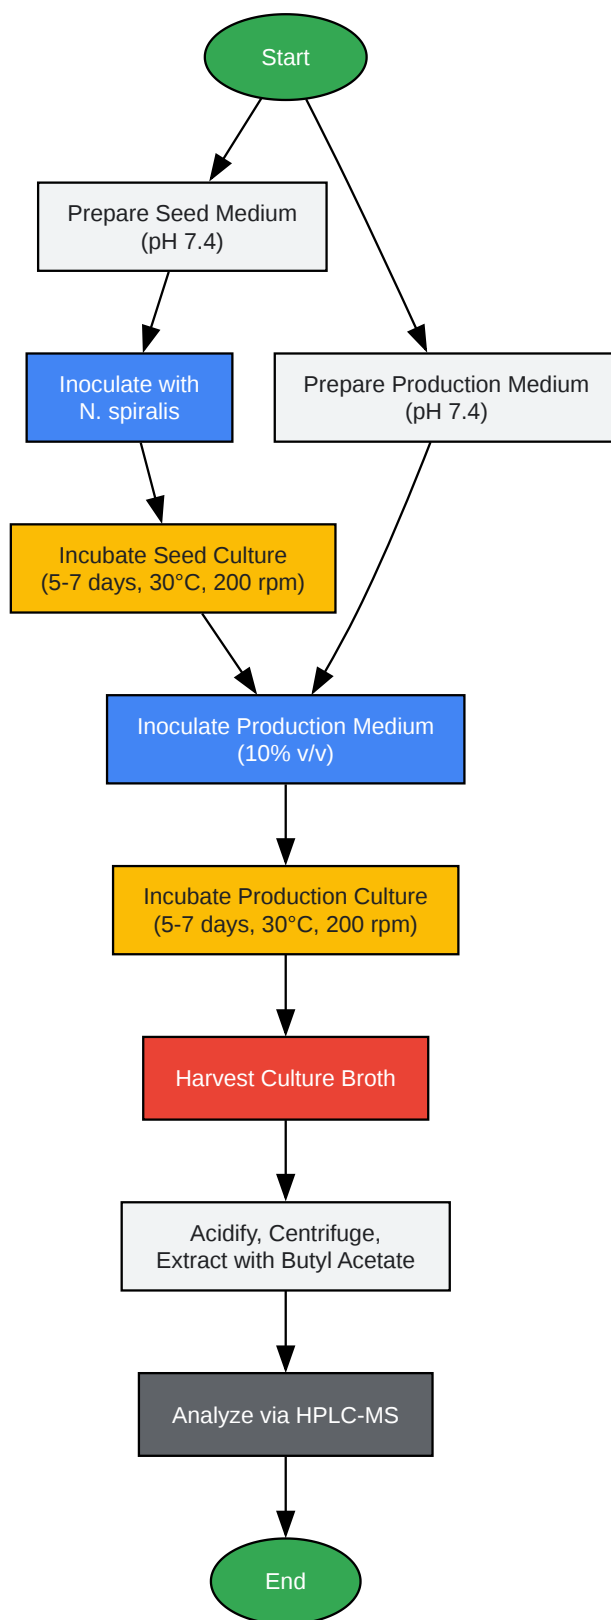 Start
Prepare Seed Medium
(pH 7.4)
Inoculate with
N. spiralis
Prepare Production Medium
(pH 7.4)
Incubate Seed Culture
(5-7 days, 30°C, 200 rpm)
Inoculate Production Medium
(10% v/v)
Incubate Production Culture
(5-7 days, 30°C, 200 rpm)
Harvest Culture Broth
Acidify, Centrifuge,
Extract with Butyl Acetate
Analyze via HPLC-MS
End